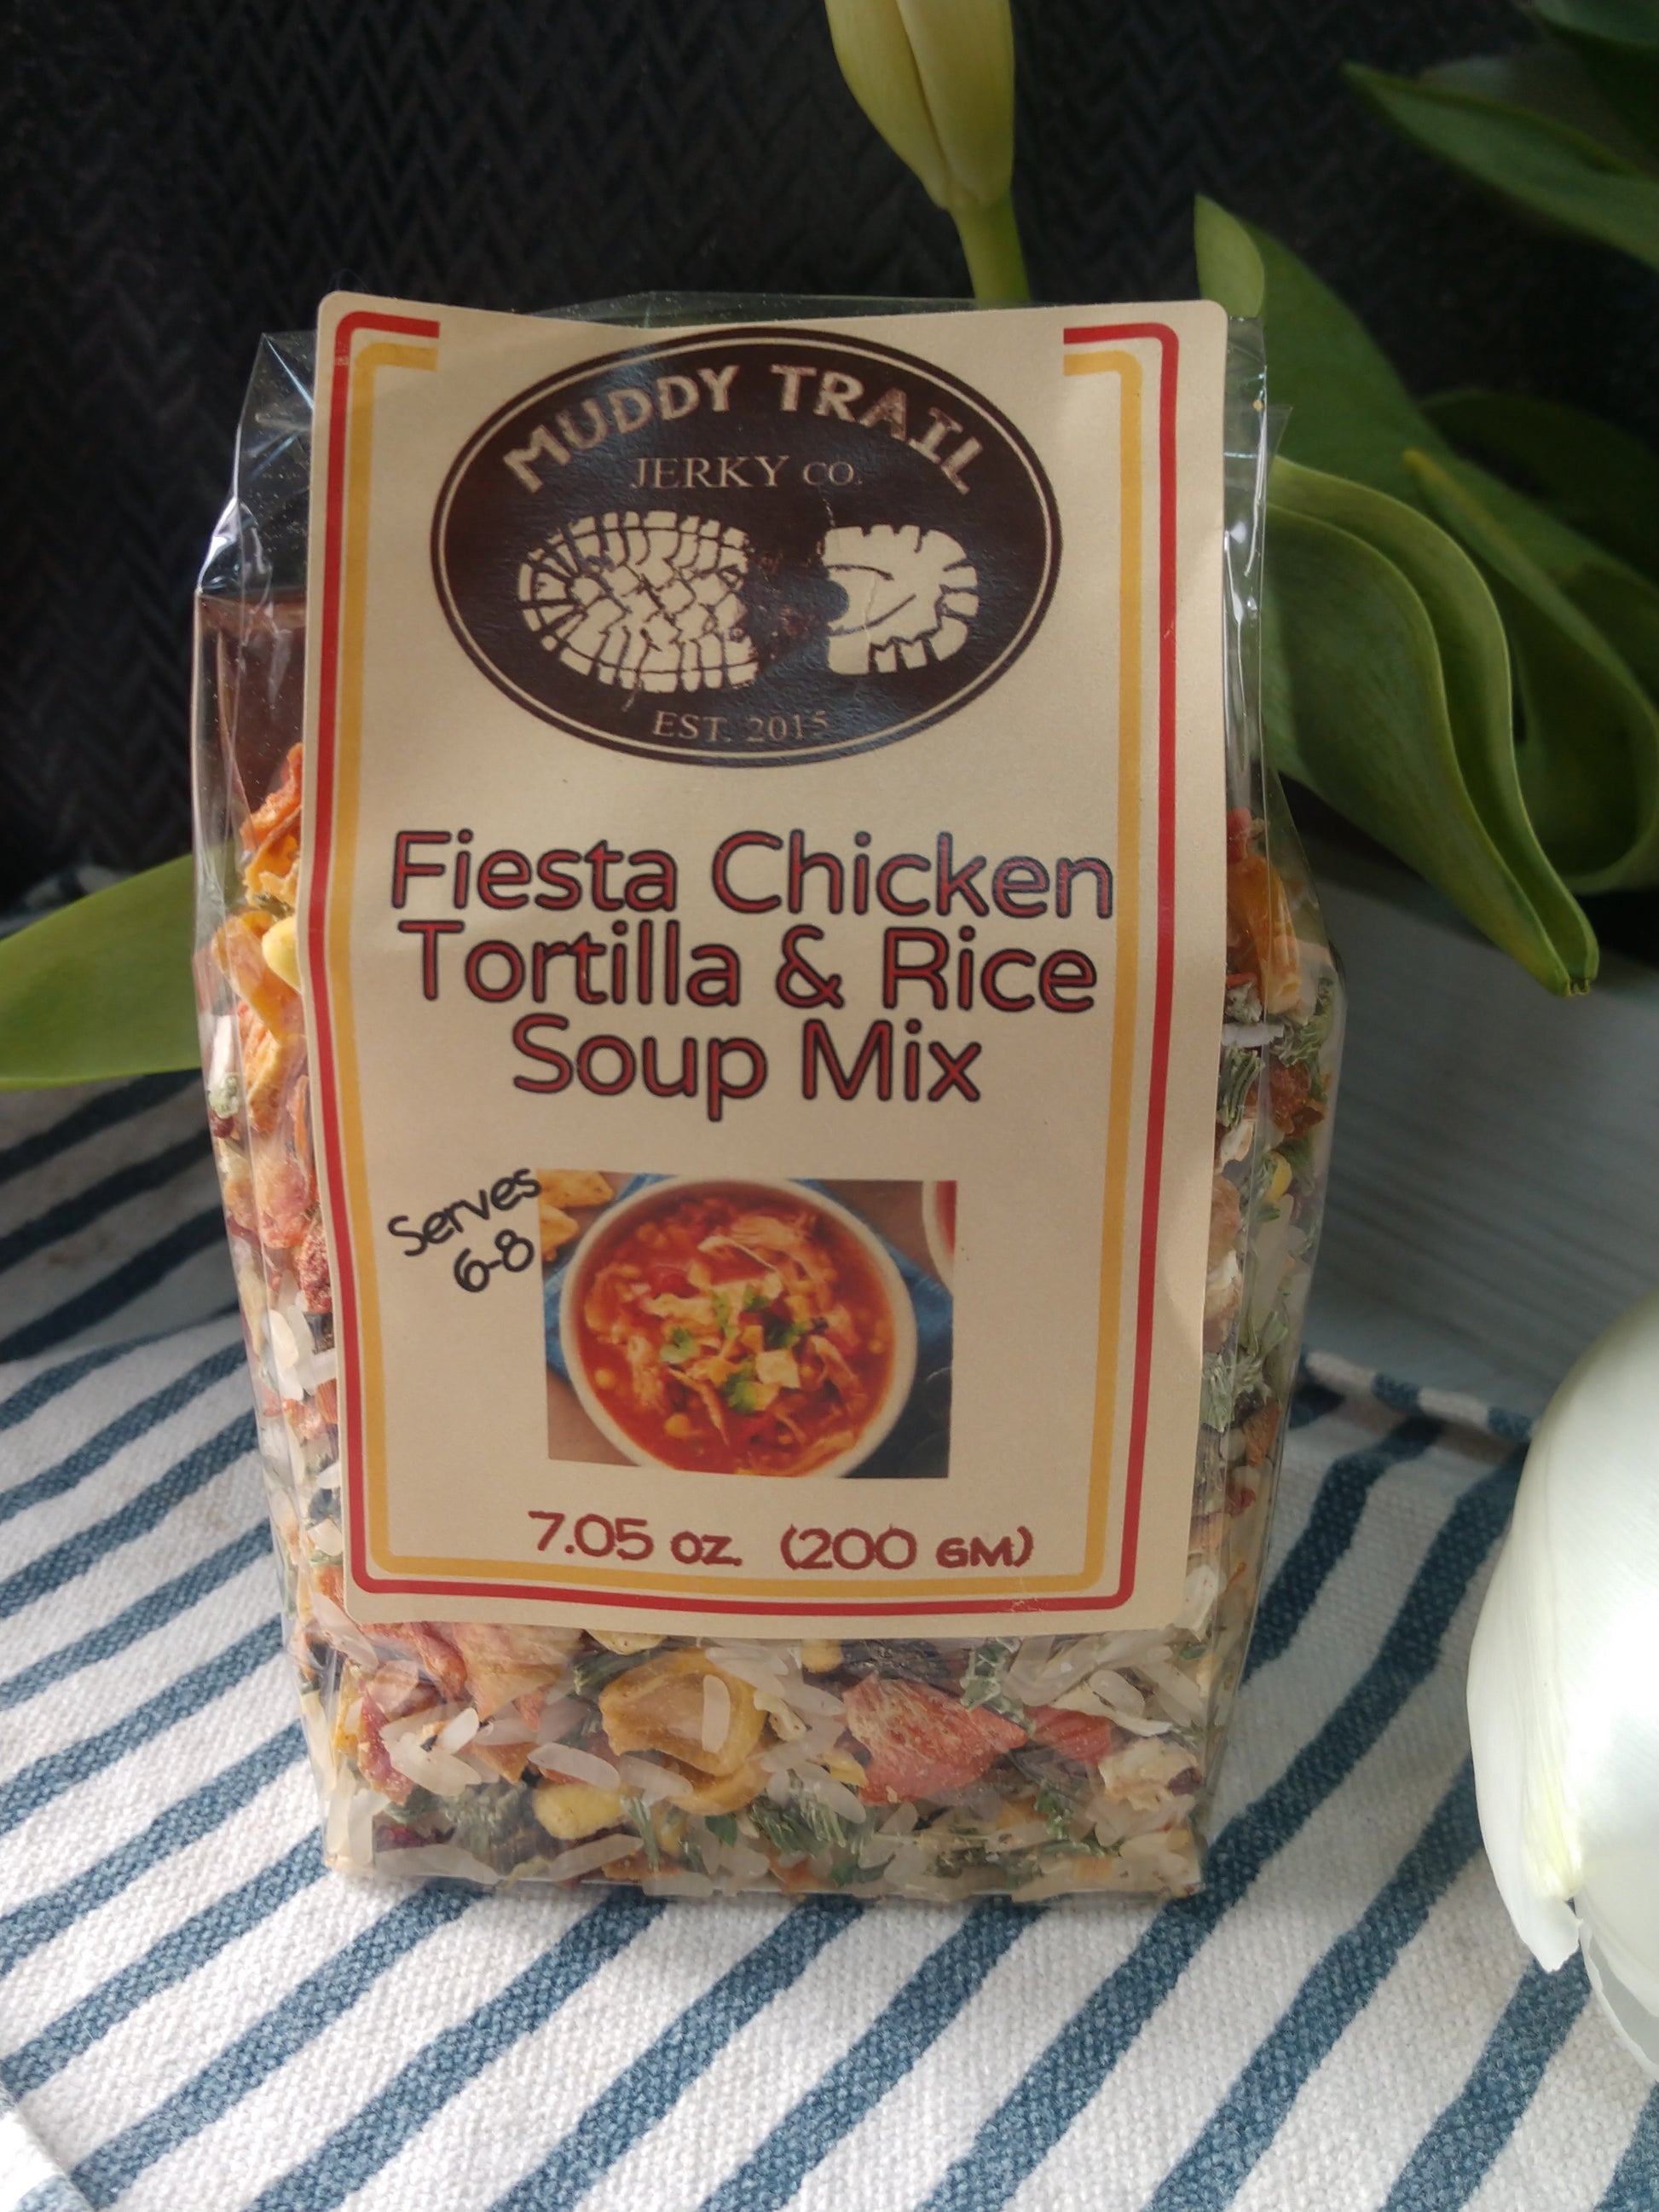 MUDDY TRAIL
JERKY CO.
EST. 2015
Fiesta Chicken
Tortilla & Rice
Soup Mix
Serves
6-8
7.05 oz. (200 GM)